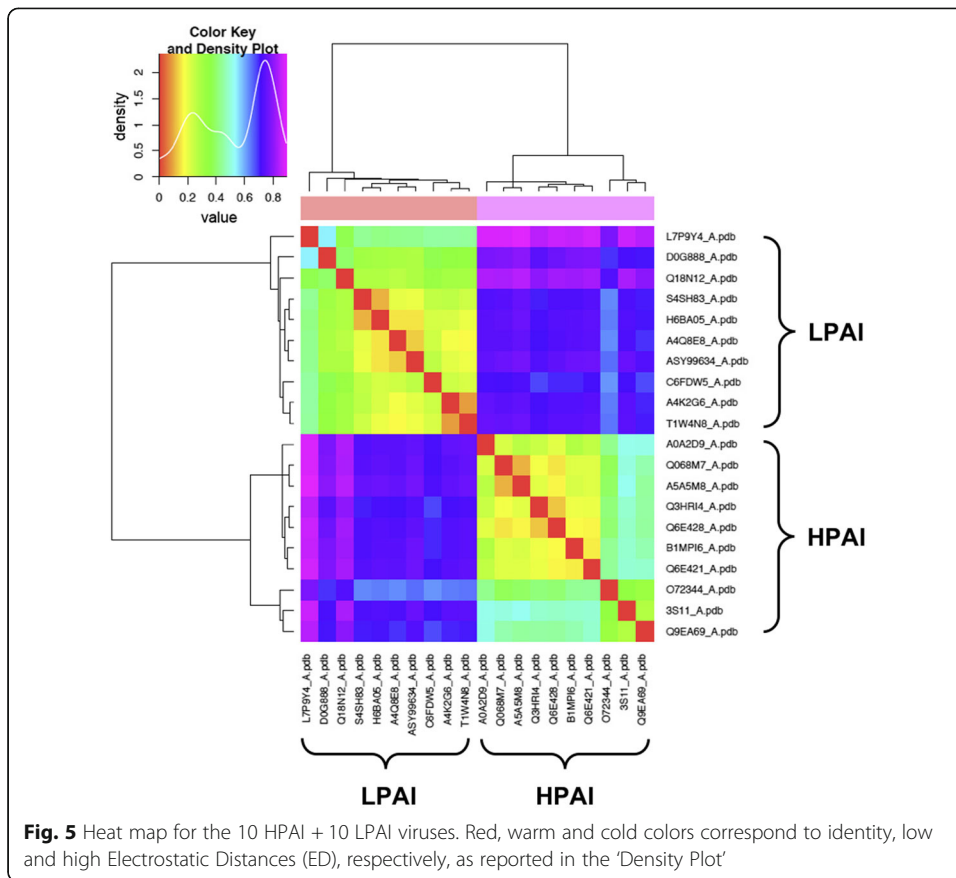 Color Key
and Density Plot
density
0 0.5 1 1.5 2
0 0.2 0.4 0.6 0.8
value
L7P9Y4_A.pdb
D0G888_A.pdb
Q18N12_A.pdb
S4SH83_A.pdb
H6BA05_A.pdb
A4Q8E8_A.pdb
ASY99634_A.pdb
C6FDW5_A.pdb
A4K2G6_A.pdb
T1W4N8_A.pdb
A0A2D9_A.pdb
Q068M7_A.pdb
A5A5M8_A.pdb
Q3HRI4_A.pdb
Q6E428_A.pdb
B1MPI6_A.pdb
Q6E421_A.pdb
O72344_A.pdb
3S11_A.pdb
Q9EA69_A.pdb
LPAI
HPAI
L7P9Y4_A.pdb
D0G888_A.pdb
Q18N12_A.pdb
S4SH83_A.pdb
H6BA05_A.pdb
A4Q8E8_A.pdb
ASY99634_A.pdb
C6FDW5_A.pdb
A4K2G6_A.pdb
T1W4N8_A.pdb
A0A2D9_A.pdb
Q068M7_A.pdb
A5A5M8_A.pdb
Q3HRI4_A.pdb
Q6E428_A.pdb
B1MPI6_A.pdb
Q6E421_A.pdb
O72344_A.pdb
3S11_A.pdb
Q9EA69_A.pdb
LPAI
HPAI
Fig. 5 Heat map for the 10 HPAI + 10 LPAI viruses. Red, warm and cold colors correspond to identity, low
and high Electrostatic Distances (ED), respectively, as reported in the ‘Density Plot’